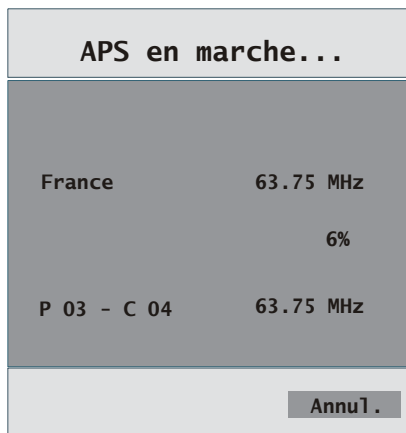 APS en marche...
France 63.75 MHz
6%
P 03 - C 04 63.75 MHz
Annul.